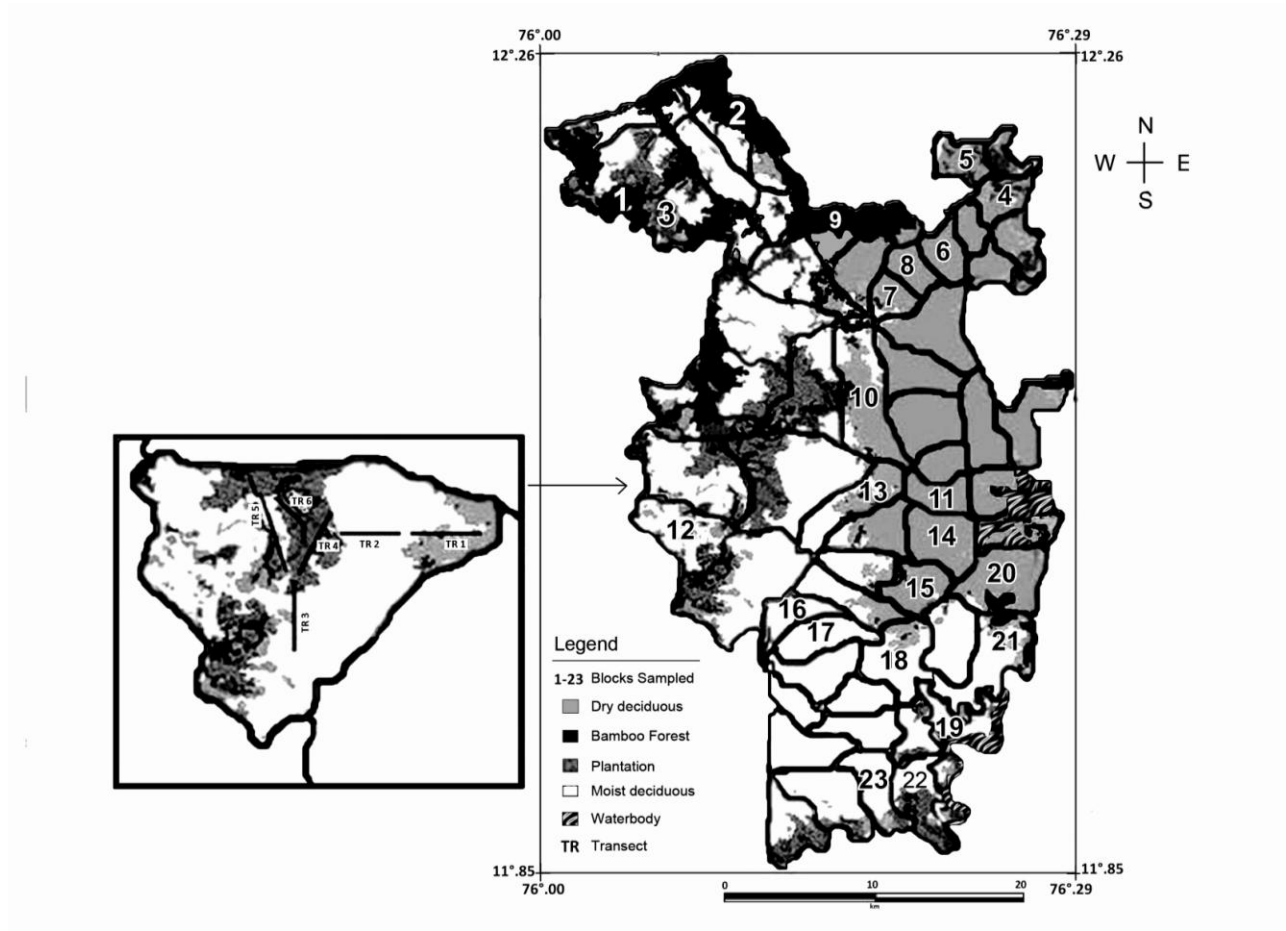 76°.00 76°.29
12°.26 12°.26
N
W E
S
2
5
1
3
4
9
6
8
7
10
13
11
12
14
15
20
16
17
18
21
19
23
22
TR 5
TR 6
TR 4
TR 2
TR 1
TR 3
Legend
1-23 Blocks Sampled
Dry deciduous
Bamboo Forest
Plantation
Moist deciduous
Waterbody
TR Transect
11°.85 11°.85
76°.00 76°.29
0 10 20
km